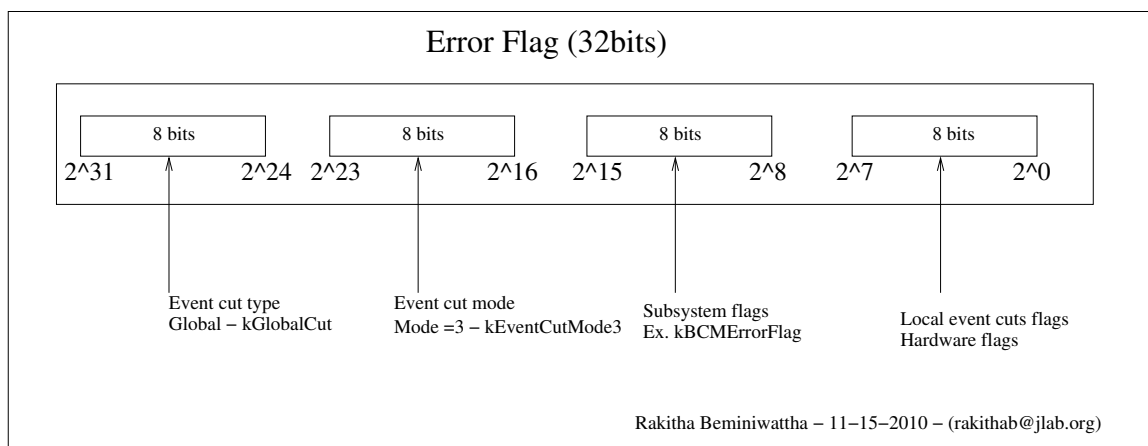 Error Flag (32bits)
8 bits 8 bits 8 bits 8 bits
2^31 2^24 2^23 2^16 2^15 2^8 2^7 2^0
Event cut type
Global − kGlobalCut
Event cut mode
Mode =3 − kEventCutMode3
Subsystem flags
Ex. kBCMErrorFlag
Local event cuts flags
Hardware flags
Rakitha Beminiwattha − 11−15−2010 − (rakithab@jlab.org)